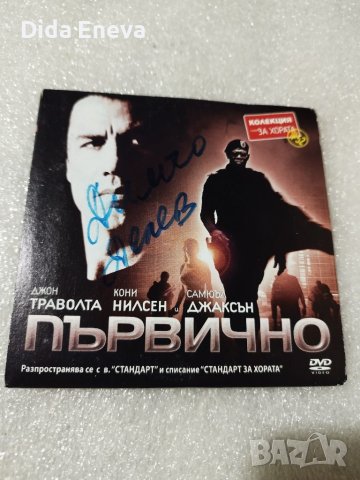 Dida Eneva
КОЛЕКЦИЯ
ЗА ХОРАТА
ДЖОН ТРАВОЛТА
КОНИ НИЛСЕН
и
САМЮЪЛ ДЖАКСЪН
ПЪРВИЧНО
DVD
VIDEO
Разпространява се с в. "СТАНДАРТ" и списание "СТАНДАРТ ЗА ХОРАТА"
BAZAR